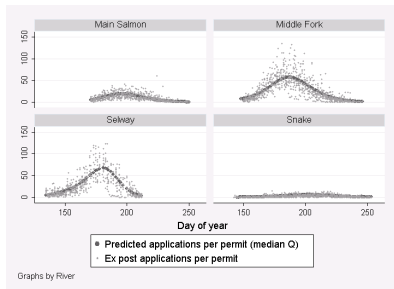 Main Salmon
Middle Fork
0 50 100 150
Selway
Snake
0 50 100 150
150 200 250
150 200 250
Day of year
Predicted applications per permit (median Q)
Ex post applications per permit
Graphs by River